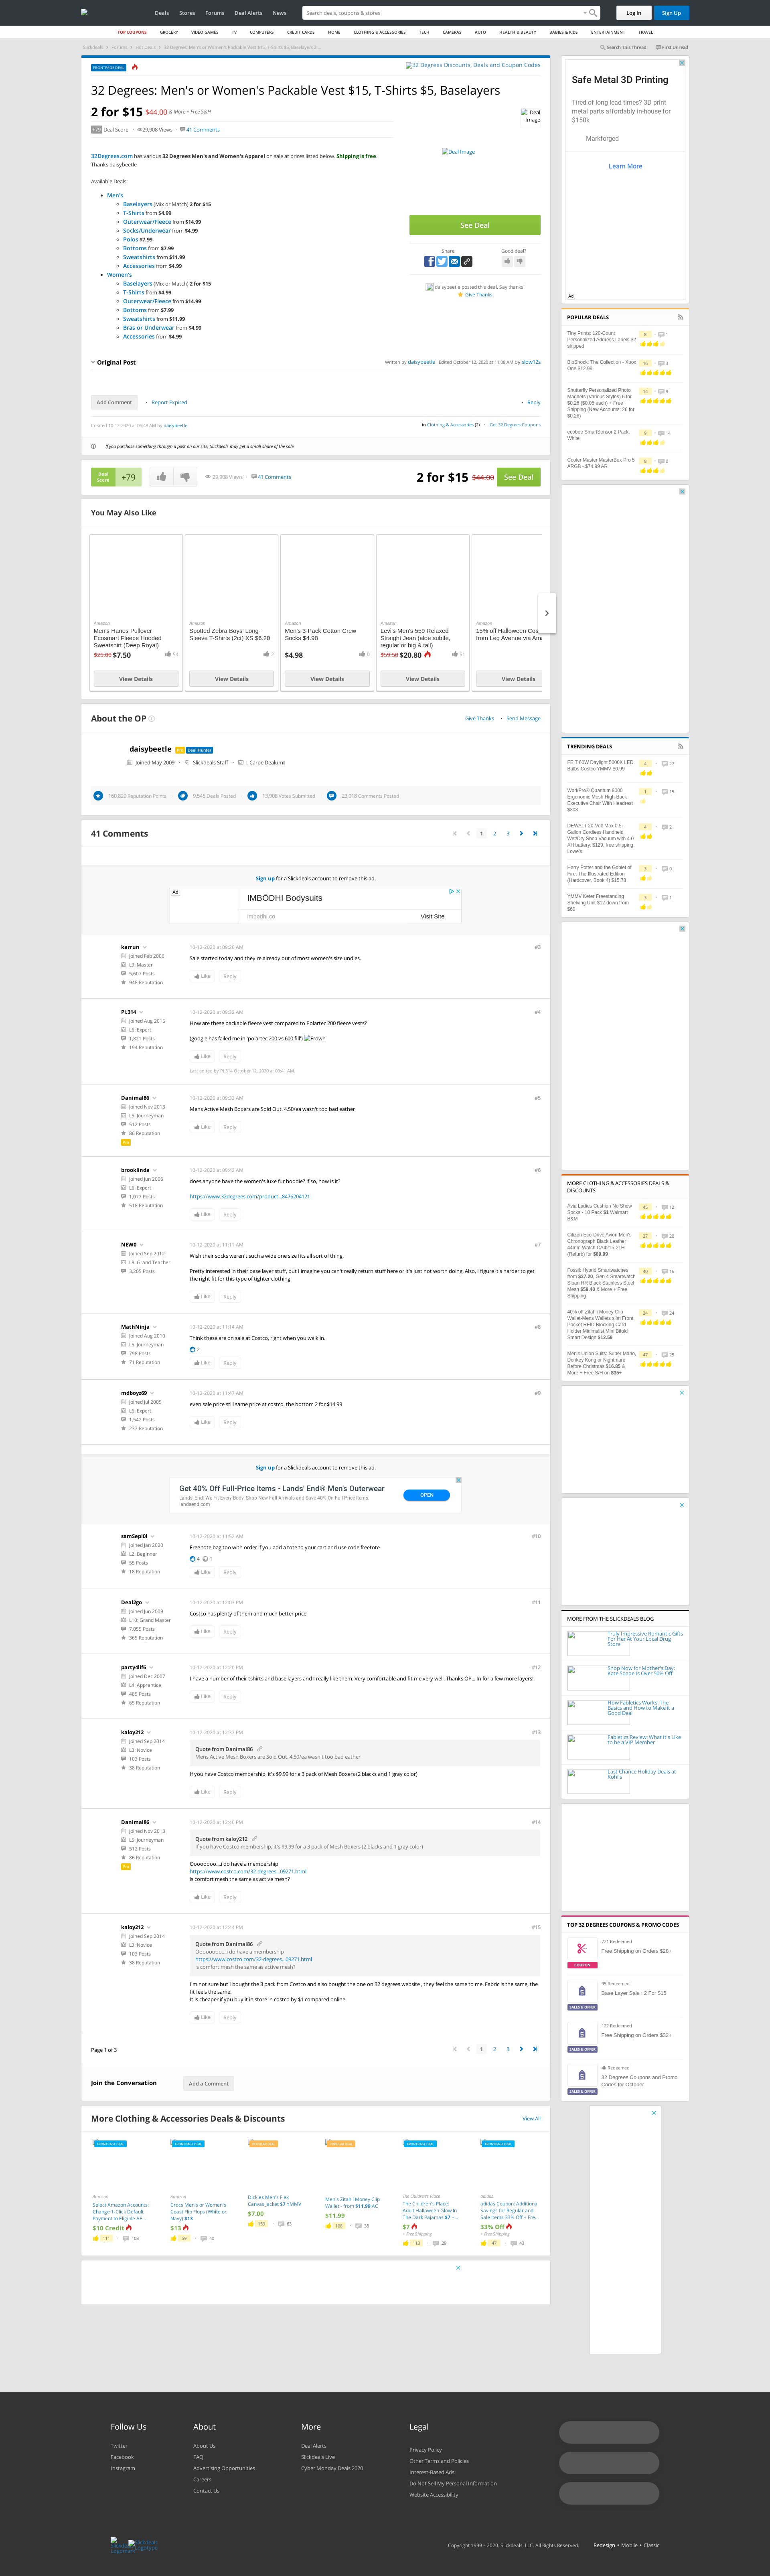 Deals Stores Forums Deal Alerts News
Search deals, coupons & stores
Log In Sign Up
TOP COUPONS GROCERY VIDEO GAMES TV COMPUTERS CREDIT CARDS HOME CLOTHING & ACCESSORIES TECH CAMERAS AUTO HEALTH & BEAUTY BABIES & KIDS ENTERTAINMENT TRAVEL
Slickdeals > Forums > Hot Deals > 32 Degrees: Men's or Women's Packable Vest $15, T-Shirts $5, Baselayers 2 ...
Search This Thread First Unread
FRONTPAGE DEAL
32 Degrees Discounts, Deals and Coupon Codes
32 Degrees: Men's or Women's Packable Vest $15, T-Shirts $5, Baselayers
2 for $15 $44.00 & More + Free S&H
Deal Image
+79 Deal Score 29,908 Views 41 Comments
32Degrees.com has various 32 Degrees Men's and Women's Apparel on sale at prices listed below. Shipping is free.
Thanks daisybeetle
Available Deals:
Men's
Baselayers (Mix or Match) 2 for $15
T-Shirts from $4.99
Outerwear/Fleece from $14.99
Socks/Underwear from $4.99
Polos $7.99
Bottoms from $7.99
Sweatshirts from $11.99
Accessories from $4.99
Women's
Baselayers (Mix or Match) 2 for $15
T-Shirts from $4.99
Outerwear/Fleece from $14.99
Bottoms from $7.99
Sweatshirts from $11.99
Bras or Underwear from $4.99
Accessories from $4.99
Deal Image
See Deal
Share
Good deal?
daisybeetle posted this deal. Say thanks!
Give Thanks
Original Post
Written by daisybeetle Edited October 12, 2020 at 11:08 AM by slow12s
Add Comment Report Expired Reply
Created 10-12-2020 at 06:48 AM by daisybeetle
in Clothing & Accessories (2) Get 32 Degrees Coupons
If you purchase something through a post on our site, Slickdeals may get a small share of the sale.
Deal Score +79
29,908 Views 41 Comments
2 for $15 $44.00 See Deal
You May Also Like
Amazon
Men's Hanes Pullover Ecosmart Fleece Hooded Sweatshirt (Deep Royal)
$25.00 $7.50 54
View Details
Amazon
Spotted Zebra Boys' Long-Sleeve T-Shirts (2ct) XS $6.20
2
View Details
Amazon
Men's 3-Pack Cotton Crew Socks $4.98
$4.98 0
View Details
Amazon
Levi's Men's 559 Relaxed Straight Jean (aloe subtle, regular or big & tall)
$59.50 $20.80 51
View Details
Amazon
15% off Halloween Cos
from Leg Avenue via Am
View Details
About the OP
Give Thanks Send Message
daisybeetle Pro Deal Hunter
Joined May 2009 Slickdeals Staff Carpe Dealum!
160,820 Reputation Points 9,545 Deals Posted 13,908 Votes Submitted 23,018 Comments Posted
41 Comments
1 2 3
Sign up for a Slickdeals account to remove this ad.
Ad
IMBŌDHI Bodysuits
imbodhi.co
Visit Site
karrun
Joined Feb 2006
L9: Master
5,607 Posts
948 Reputation
10-12-2020 at 09:26 AM
#3
Sale started today and they're already out of most women's size undies.
Like Reply
Pi.314
Joined Aug 2015
L6: Expert
1,821 Posts
194 Reputation
10-12-2020 at 09:32 AM
#4
How are these packable fleece vest compared to Polartec 200 fleece vests?
(google has failed me in 'polartec 200 vs 600 fill') Frown
Like Reply
Last edited by Pi.314 October 12, 2020 at 09:41 AM
Danimal86
Joined Nov 2013
L5: Journeyman
512 Posts
86 Reputation
Pro
10-12-2020 at 09:33 AM
#5
Mens Active Mesh Boxers are Sold Out. 4.50/ea wasn't too bad eather
Like Reply
brooklinda
Joined Jun 2006
L6: Expert
1,077 Posts
518 Reputation
10-12-2020 at 09:42 AM
#6
does anyone have the women's luxe fur hoodie? if so, how is it?
https://www.32degrees.com/product...8476204121
Like Reply
NEW0
Joined Sep 2012
L8: Grand Teacher
3,205 Posts
10-12-2020 at 11:11 AM
#7
Wish their socks weren't such a wide one size fits all sort of thing.
Pretty interested in their base layer stuff, but I imagine you can't really return stuff here or it's just not worth doing. Also, I figure it's harder to get the right fit for this type of tighter clothing
Like Reply
MathNinja
Joined Aug 2010
L5: Journeyman
798 Posts
71 Reputation
10-12-2020 at 11:14 AM
#8
Think these are on sale at Costco, right when you walk in.
2
Like Reply
mdboyz69
Joined Jul 2005
L6: Expert
1,542 Posts
237 Reputation
10-12-2020 at 11:47 AM
#9
even sale price still same price at costco. the bottom 2 for $14.99
Like Reply
Sign up for a Slickdeals account to remove this ad.
Get 40% Off Full-Price Items - Lands' End® Men's Outerwear
Lands' End: We Fit Every Body. Shop New Fall Arrivals and Save 40% On Full-Price Items.
landsend.com
OPEN
samSepi0l
Joined Jan 2020
L2: Beginner
55 Posts
18 Reputation
10-12-2020 at 11:52 AM
#10
Free tote bag too with order if you add a tote to your cart and use code freetote
4 1
Like Reply
Deal2go
Joined Jun 2009
L10: Grand Master
7,055 Posts
365 Reputation
10-12-2020 at 12:03 PM
#11
Costco has plenty of them and much better price
Like Reply
party4lif6
Joined Dec 2007
L4: Apprentice
485 Posts
65 Reputation
10-12-2020 at 12:20 PM
#12
I have a number of their tshirts and base layers and I really like them. Very comfortable and fit me very well. Thanks OP... In for a few more layers!
Like Reply
kaloy212
Joined Sep 2014
L3: Novice
103 Posts
38 Reputation
10-12-2020 at 12:37 PM
#13
Quote from Danimal86
Mens Active Mesh Boxers are Sold Out. 4.50/ea wasn't too bad eather
If you have Costco membership, it's $9.99 for a 3 pack of Mesh Boxers (2 blacks and 1 gray color)
Like Reply
Danimal86
Joined Nov 2013
L5: Journeyman
512 Posts
86 Reputation
Pro
10-12-2020 at 12:40 PM
#14
Quote from kaloy212
If you have Costco membership, it's $9.99 for a 3 pack of Mesh Boxers (2 blacks and 1 gray color)
Oooooooo....i do have a membership
https://www.costco.com/32-degrees...09271.html
is comfort mesh the same as active mesh?
Like Reply
kaloy212
Joined Sep 2014
L3: Novice
103 Posts
38 Reputation
10-12-2020 at 12:44 PM
#15
Quote from Danimal86
Oooooooo....i do have a membership
https://www.costco.com/32-degrees...09271.html
is comfort mesh the same as active mesh?
I'm not sure but I bought the 3 pack from Costco and also bought the one on 32 degrees website , they feel the same to me. Fabric is the same, the fit feels the same.
It is cheaper if you buy it in store in costco by $1 compared online.
Like Reply
Page 1 of 3
1 2 3
Join the Conversation Add a Comment
More Clothing & Accessories Deals & Discounts
View All
FRONTPAGE DEAL
Amazon
Select Amazon Accounts: Change 1-Click Default Payment to Eligible AE...
$10 Credit
111 108
FRONTPAGE DEAL
Amazon
Crocs Men's or Women's Coast Flip Flops (White or Navy) $13
$13
39 40
POPULAR DEAL
Dickies Men's Flex Canvas Jacket $7 YMMV
$7.00
159 63
POPULAR DEAL
Men's Zitahli Money Clip Wallet - from $11.99 AC
$11.99
108 38
FRONTPAGE DEAL
The Children's Place
The Children's Place: Adult Halloween Glow In The Dark Pajamas $7 +...
$7
+ Free Shipping
113 29
FRONTPAGE DEAL
adidas
adidas Coupon: Additional Savings for Regular and Sale Items 33% Off + Fre...
33% Off
+ Free Shipping
47 43
Safe Metal 3D Printing
Tired of long lead times? 3D print metal parts affordably in-house for $150k
Markforged
Learn More
Ad
POPULAR DEALS
Tiny Prints: 120-Count Personalized Address Labels $2 shipped
8 1
BioShock: The Collection - Xbox One $12.99
16 3
Shutterfly Personalized Photo Magnets (Various Styles) 6 for $0.26 ($0.05 each) + Free Shipping (New Accounts: 26 for $0.26)
14 9
ecobee SmartSensor 2 Pack, White
9 14
Cooler Master MasterBox Pro 5 ARGB - $74.99 AR
8 6
TRENDING DEALS
FEIT 60W Daylight 5000K LED Bulbs Costco YMMV $0.99
4 27
WorkPro® Quantum 9000 Ergonomic Mesh High-Back Executive Chair With Headrest $309
1 15
DEWALT 20-Volt Max 0.5-Gallon Cordless Handheld Wet/Dry Shop Vacuum with 4.0 AH battery, $129, free shipping. Lowe's
4 2
Harry Potter and the Goblet of Fire: The Illustrated Edition (Hardcover, Book 4) $15.78
3 0
YMMV Keter Freestanding Shelving Unit $12 down from $60
3 1
MORE CLOTHING & ACCESSORIES DEALS & DISCOUNTS
Avia Ladies Cushion No Show Socks - 10 Pack $1 Walmart B&M
45 12
Citizen Eco-Drive Avion Men's Chronograph Black Leather 44mm Watch CA4215-21H (Refurb) for $69.99
27 20
Fossil: Hybrid Smartwatches from $37.20, Gen 4 Smartwatch Sloan HR Black Stainless Steel Mesh $59.40 & More + Free Shipping
40 16
40% off Zitahli Money Clip Wallet-Mens Wallets slim Front Pocket RFID Blocking Card Holder Minimalist Mini Bifold Smart Design $12.59
24 24
Men's Union Suits: Super Mario, Donkey Kong or Nightmare Before Christmas $16.85 & More + Free S/H on $35+
47 25
MORE FROM THE SLICKDEALS BLOG
Truly Impressive Romantic Gifts For Her At Your Local Drug Store
Shop Now for Mother's Day: Kate Spade Is Over 50% Off
How Fabletics Works: The Basics and How to Make it a Good Deal
Fabletics Review: What It's Like to be a VIP Member
Last Chance Holiday Deals at Kohl's
TOP 32 DEGREES COUPONS & PROMO CODES
COUPON
721 Redeemed
Free Shipping on Orders $28+
SALES & OFFER
95 Redeemed
Base Layer Sale : 2 For $15
SALES & OFFER
122 Redeemed
Free Shipping on Orders $32+
SALES & OFFER
4k Redeemed
32 Degrees Coupons and Promo Codes for October
Follow Us
Twitter
Facebook
Instagram
About
About Us
FAQ
Advertising Opportunities
Careers
Contact Us
More
Deal Alerts
Slickdeals Live
Cyber Monday Deals 2020
Legal
Privacy Policy
Other Terms and Policies
Interest-Based Ads
Do Not Sell My Personal Information
Website Accessibility
Slickdeals Logomark Slickdeals Logotype
Copyright 1999 – 2020. Slickdeals, LLC. All Rights Reserved. Redesign • Mobile • Classic